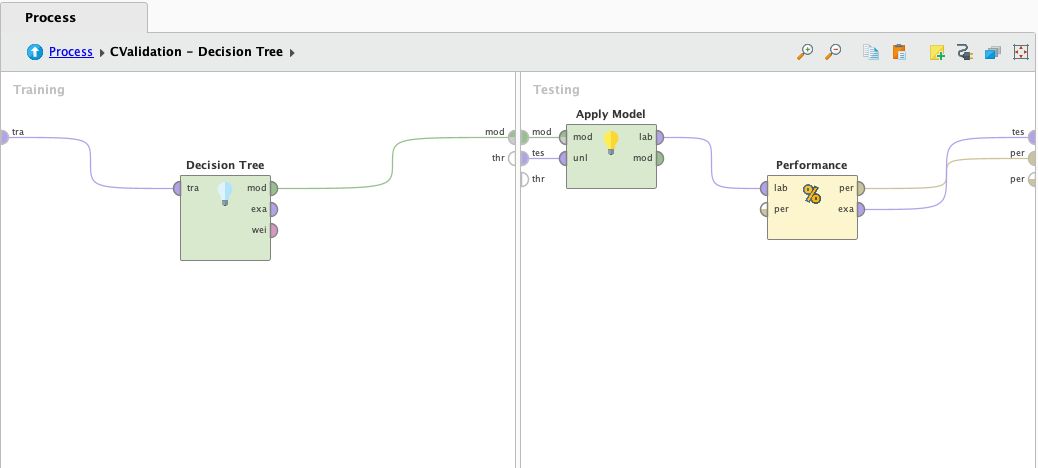 Process
Process ▸ CValidation – Decision Tree ▸
Training
tra
Decision Tree
tra
mod
exa
wei
mod
thr
Testing
mod
tes
thr
Apply Model
mod
lab
unl
mod
Performance
lab
per
per
exa
tes
per
per